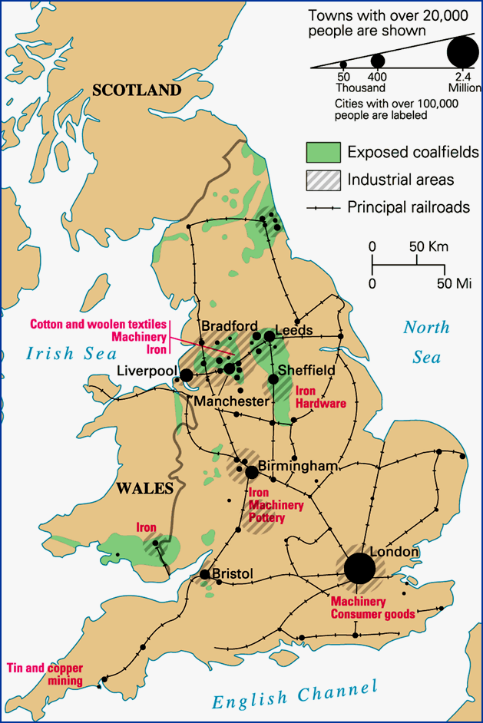 Towns with over 20,000
people are shown
50
Thousand
400
2.4
Million
Cities with over 100,000
people are labeled
Exposed coalfields
Industrial areas
Principal railroads
0 50 Km
0 50 Mi
SCOTLAND
North
Sea
Irish Sea
Cotton and woolen textiles
Machinery
Iron
Bradford
Leeds
Liverpool
Manchester
Sheffield
Iron
Hardware
WALES
Birmingham
Iron
Machinery
Pottery
Iron
London
Bristol
Machinery
Consumer goods
Tin and copper
mining
English Channel